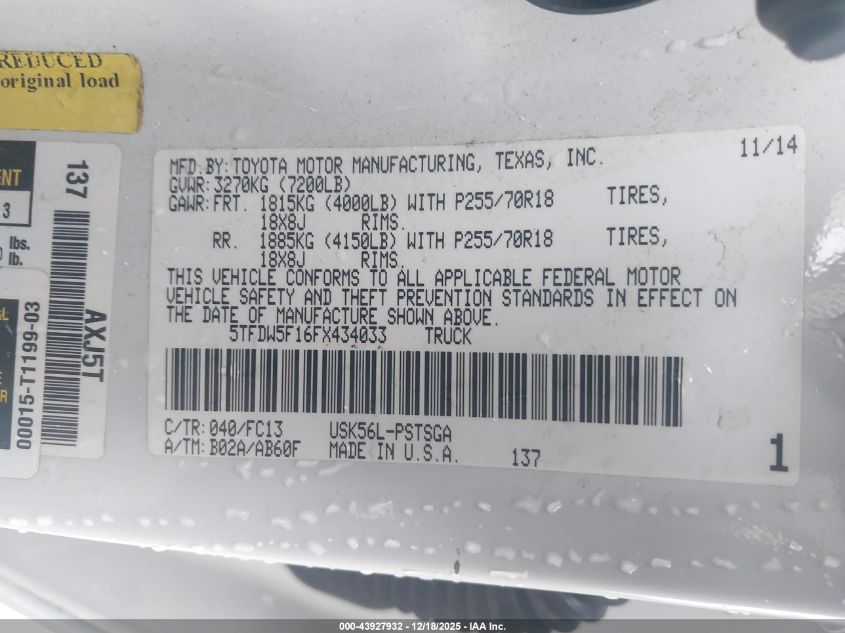 REDUCED
original load
ENT
3
lbs.
lb.
137
AXJ5T
00015-T1199-03
MFD.BY:TOYOTA MOTOR MANUFACTURING, TEXAS, INC. 11/14
GVWR:3270KG (7200LB)
GAWR:FRT. 1815KG (4000LB) WITH P255/70R18 TIRES,
18X8J RIMS.
RR. 1885KG (4150LB) WITH P255/70R18 TIRES,
18X8J RIMS.
THIS VEHICLE CONFORMS TO ALL APPLICABLE FEDERAL MOTOR
VEHICLE SAFETY AND THEFT PREVENTION STANDARDS IN EFFECT ON
THE DATE OF MANUFACTURE SHOWN ABOVE.
5TFDW5F16FX434033 TRUCK
C/TR:040/FC13 USK56L-PSTSGA
A/TM:B02A/AB60F MADE IN U.S.A. 137 1
000-43927932 - 12/18/2025 - IAA Inc.